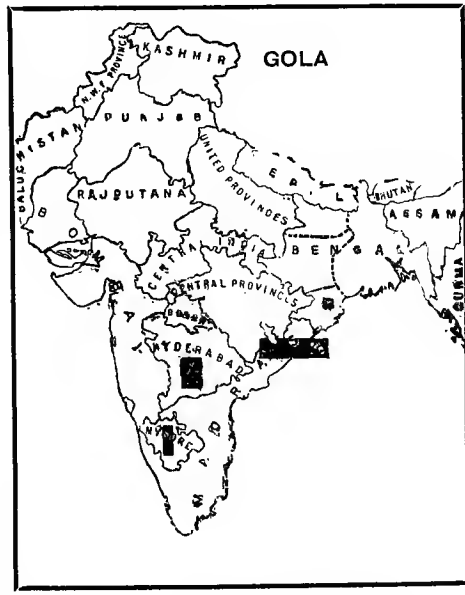 GOLA
KASHMIR
N.W.F. PROVINCE
PUNJAB
BALUCHISTAN
RAJPUTANA
UNITED PROVINCES
BHUTAN
ASSAM
BENGAL
CENTRAL INDIA
CENTRAL PROVINCES
BURMA
HYDERABAD
MYSORE